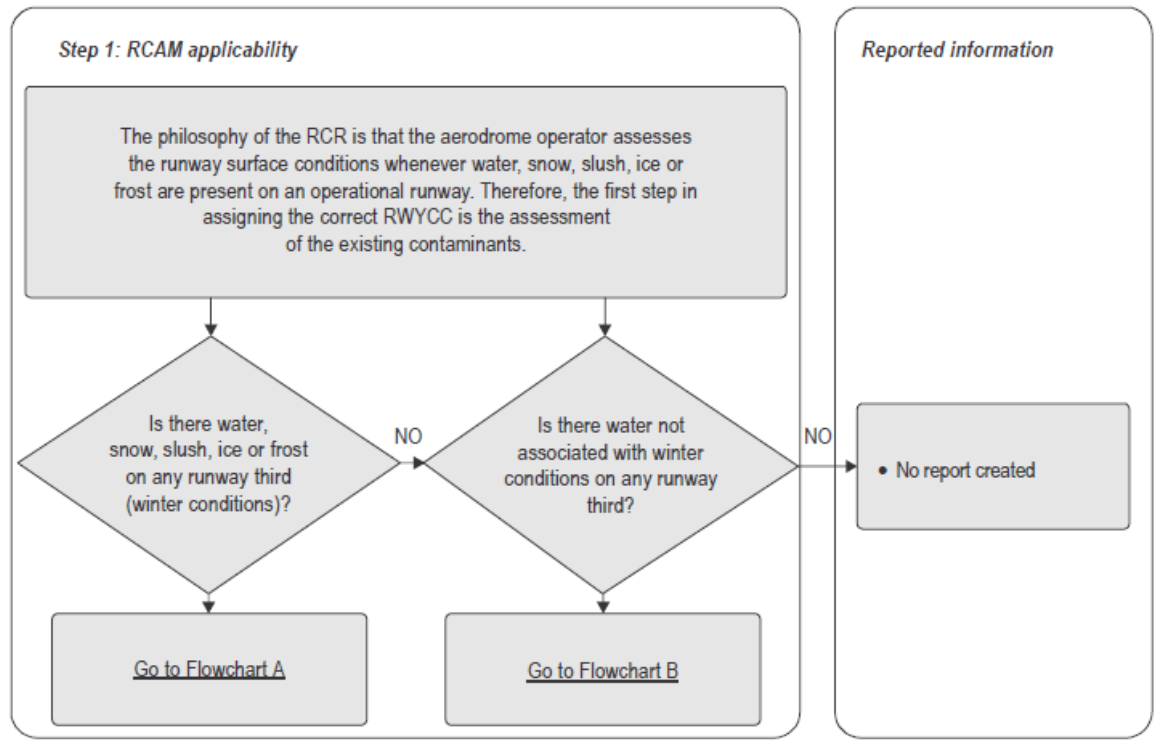 Step 1: RCAM applicability
Reported information
The philosophy of the RCR is that the aerodrome operator assesses
the runway surface conditions whenever water, snow, slush, ice or
frost are present on an operational runway. Therefore, the first step in
assigning the correct RWYCC is the assessment
of the existing contaminants.
Is there water,
snow, slush, ice or frost
on any runway third
(winter conditions)?
NO
Is there water not
associated with winter
conditions on any runway
third?
NO
• No report created
Go to Flowchart A
Go to Flowchart B